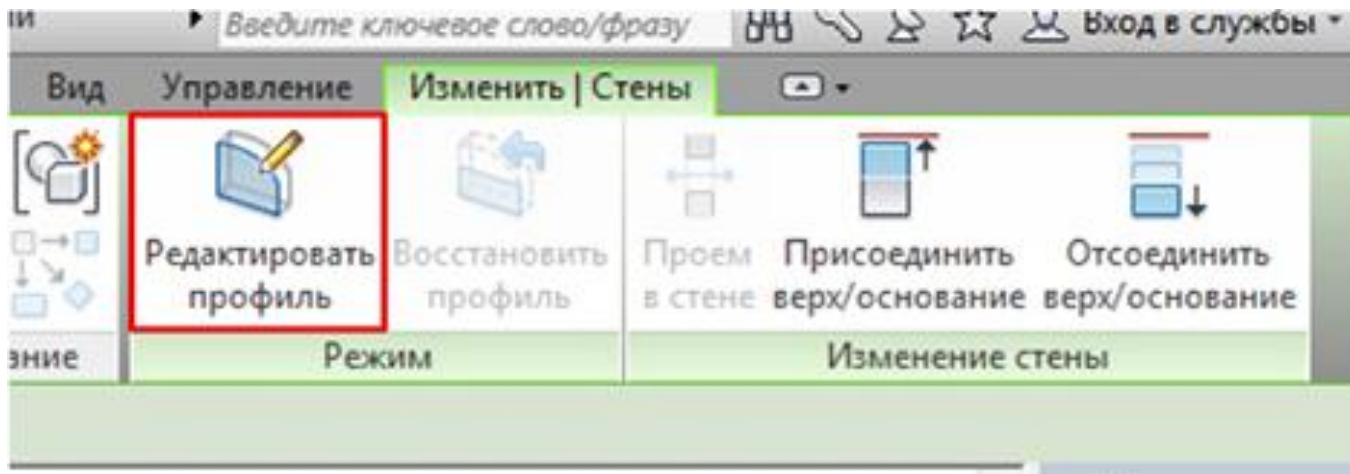 Введите ключевое слово/фразу Вход в службы
Вид Управление Изменить | Стены
Редактировать профиль
Восстановить профиль
Проем в стене
Присоединить верх/основание
Отсоединить верх/основание
Режим Изменение стены